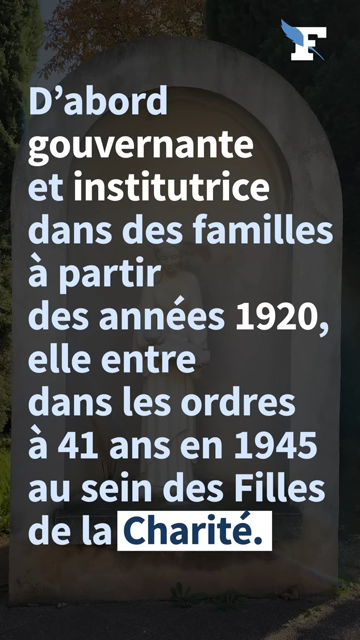 F
D’abord
gouvernante
et institutrice
dans des familles
à partir
des années 1920,
elle entre
dans les ordres
à 41 ans en 1945
au sein des Filles
de la Charité.